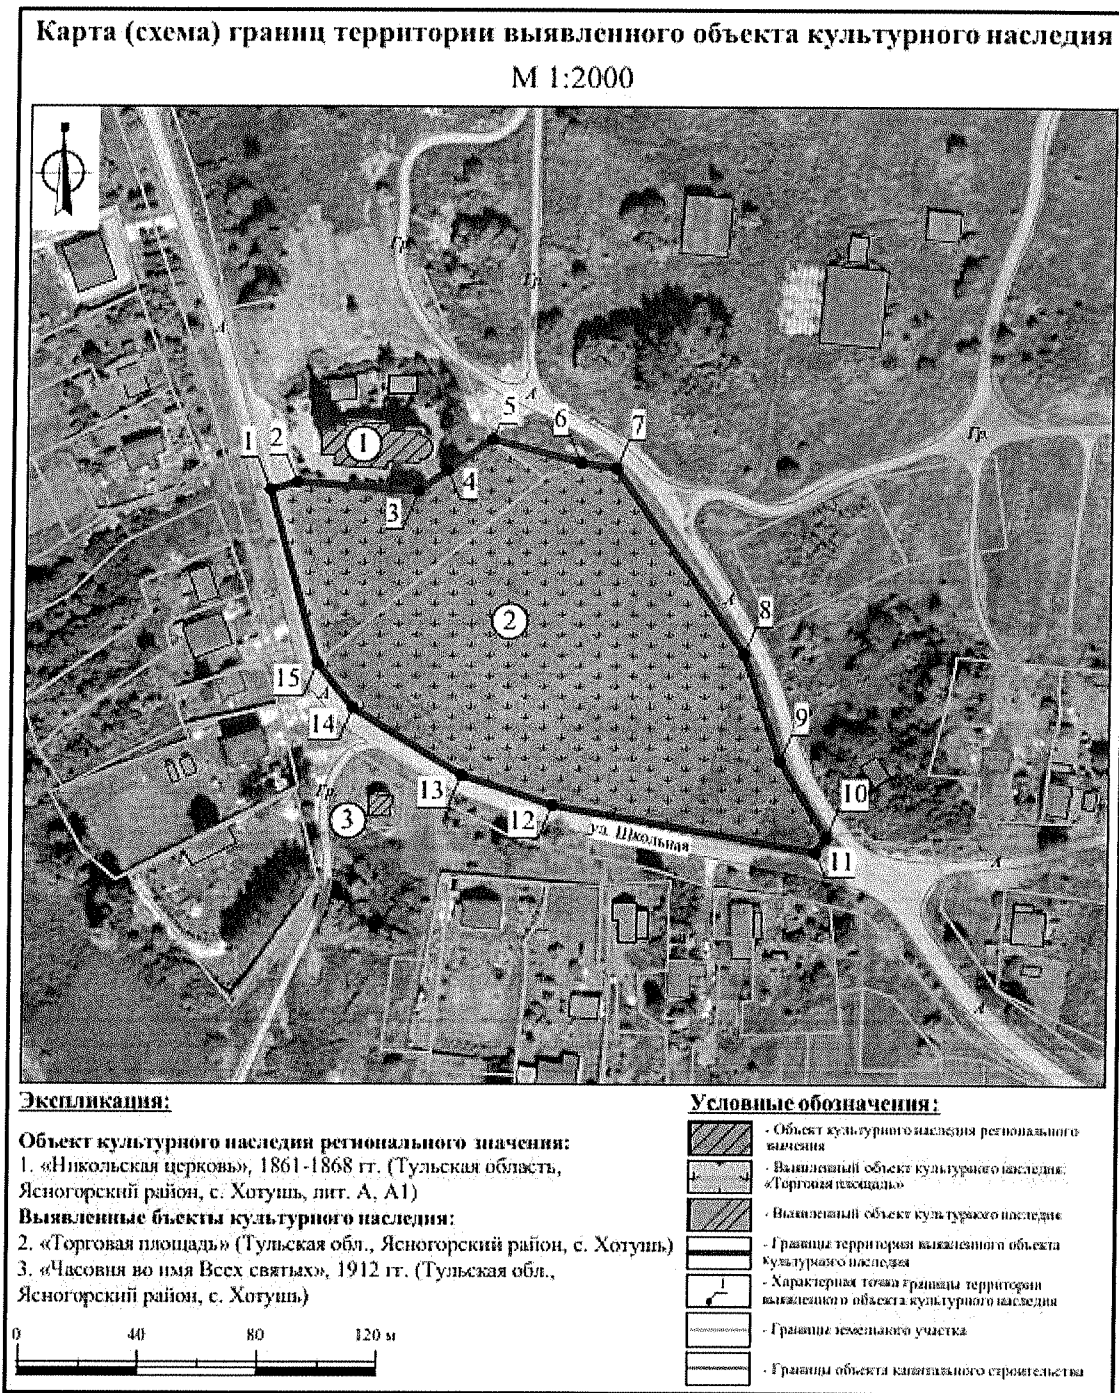 Карта (схема) границ территории выявленного объекта культурного наследия
М 1:2000
А
Гр.
Гр.
А
5
6
7
1
2
1
4
3
Гр.
2
А
8
15
А
14
9
13
10
Гр.
3
12
ул. Школьная
11
А
А
Экспликация:
Объект культурного наследия регионального значения:
1. «Никольская церковь», 1861-1868 гг. (Тульская область,
Ясногорский район, с. Хотушь, лит. А, А1)
Выявленные бъекты культурного наследия:
2. «Торговая площадь» (Тульская обл., Ясногорский район, с. Хотушь)
3. «Часовня во имя Всех святых», 1912 гг. (Тульская обл.,
Ясногорский район, с. Хотушь)
0 40 80 120 м
Условные обозначения:
- Объект культурного наследия регионального
значения
- Выявленный объект культурного наследия:
«Торговая площадь»
- Выявленный объект культурного наследия
- Границы территории выявленного объекта
культурного наследия
1
- Характерная точка границы территории
выявленного объекта культурного наследия
- Границы земельного участка
- Границы объекта капитального строительства